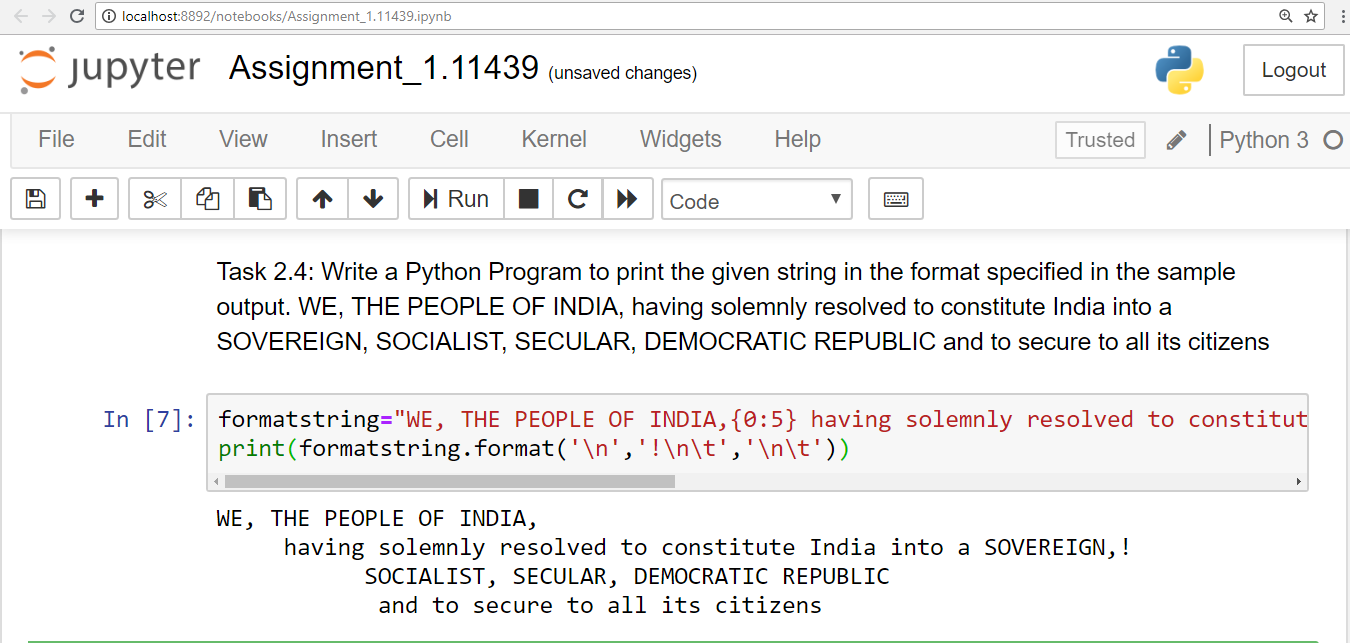 localhost:8892/notebooks/Assignment_1.11439.ipynb
jupyter Assignment_1.11439 (unsaved changes) Logout
File Edit View Insert Cell Kernel Widgets Help Trusted Python 3
Run Code
Task 2.4: Write a Python Program to print the given string in the format specified in the sample
output. WE, THE PEOPLE OF INDIA, having solemnly resolved to constitute India into a
SOVEREIGN, SOCIALIST, SECULAR, DEMOCRATIC REPUBLIC and to secure to all its citizens
In [7]: formatstring="WE, THE PEOPLE OF INDIA,{0:5} having solemnly resolved to constitut
print(formatstring.format('\n','!\n\t','\n\t'))
WE, THE PEOPLE OF INDIA,
     having solemnly resolved to constitute India into a SOVEREIGN,!
           SOCIALIST, SECULAR, DEMOCRATIC REPUBLIC
            and to secure to all its citizens